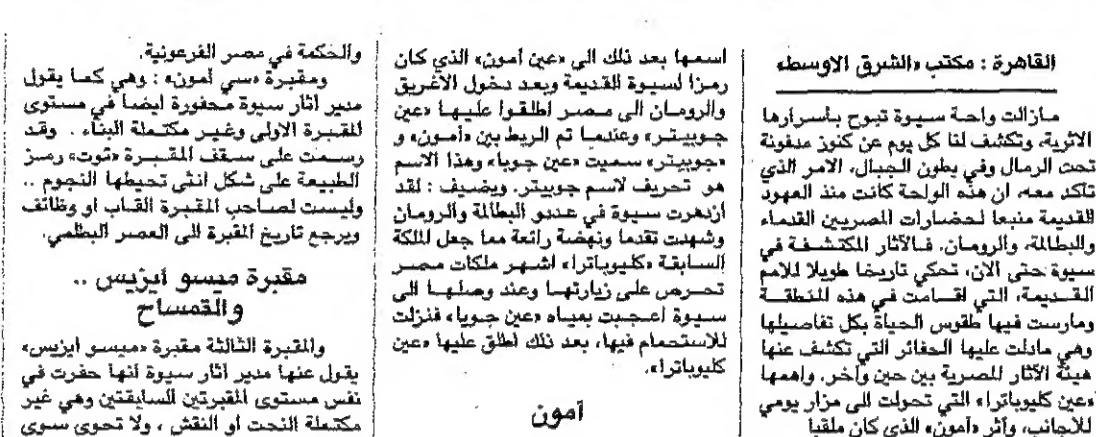 القاهرة : مكتب «الشرق الاوسط»
مازالت واحة سيوة تبوح بأسرارها
الاثرية، وتكشف لنا كل يوم عن كنوز مدفونة
تحت الرمال وفي بطون الجبال، الامر الذي
تاكد معه ان هذه الواحة كانت منذ العهود
القديمة منبعا لحضارات المصريين القدماء
والبطالمة، والرومان. فالآثار المكتشفة في
سيوة حتى الان، تحكي تاريخا طويلا للامم
القديمة، التي اقامت في هذه المنطقة
ومارست فيها طقوس الحياة بكل تفاصيلها
وهي مادلت عليها الحفائر التي تكشف عنها
هيئة الآثار المصرية بين حين وآخر. واهمها
«عين كليوباترا» التي تحولت الى مزار يومي
للاجانب، وأثر «أمون» الذي كان ملقبا
اسمها بعد ذلك الي «عين أمون» الذي كان
رمزا لسيوة القديمة وبعد دخول الاغريق
والرومان الى مصر اطلقوا عليها «عين
جوبيتر» وعندما تم الربط بين «أمون» و
«جوبيتر» سميت «عين جوبا» وهذا الاسم
هو تحريف لاسم جوبيتر. ويضيف : لقد
أزدهرت سيوة في عديو البطالمة والرومان
وشهدت تقدما ونهضة رائعة مما جعل الملكة
السابقة «كليوباترا» اشهر ملكات مصر
تحرص على زيارتها وعند وصلها الى
سيوة اعجبت بمياه «عين جوبا» فنزلت
للاستحمام فيها، بعد ذلك اطلق عليها «عين
كليوباترا».
آمون
والحكمة في مصر الفرعونية.
ومقبرة «سي أمون» : وهي كما يقول
مدير آثار سيوة محفورة ايضا في مستوى
المقبرة الاولى وغير مكتملة البناء . وقد
رسمت على سقف المقبرة «توت» رمز
الطبيعة على شكل انثى تحيطها النجوم ..
وليست لصاحب المقبرة القاب او وظائف
ويرجع تاريخ المقبرة الى العصر البطلمي.
مقبرة ميسو ايزيس ..
والتمساح
والمقبرة الثالثة مقبرة «ميسو ايزيس»
يقول عنها مدير آثار سيوة انها حفرت في
نفس مستوى المقبرتين السابقتين وهي غير
مكتملة النحت أو النقش ، ولا تحوى سوى